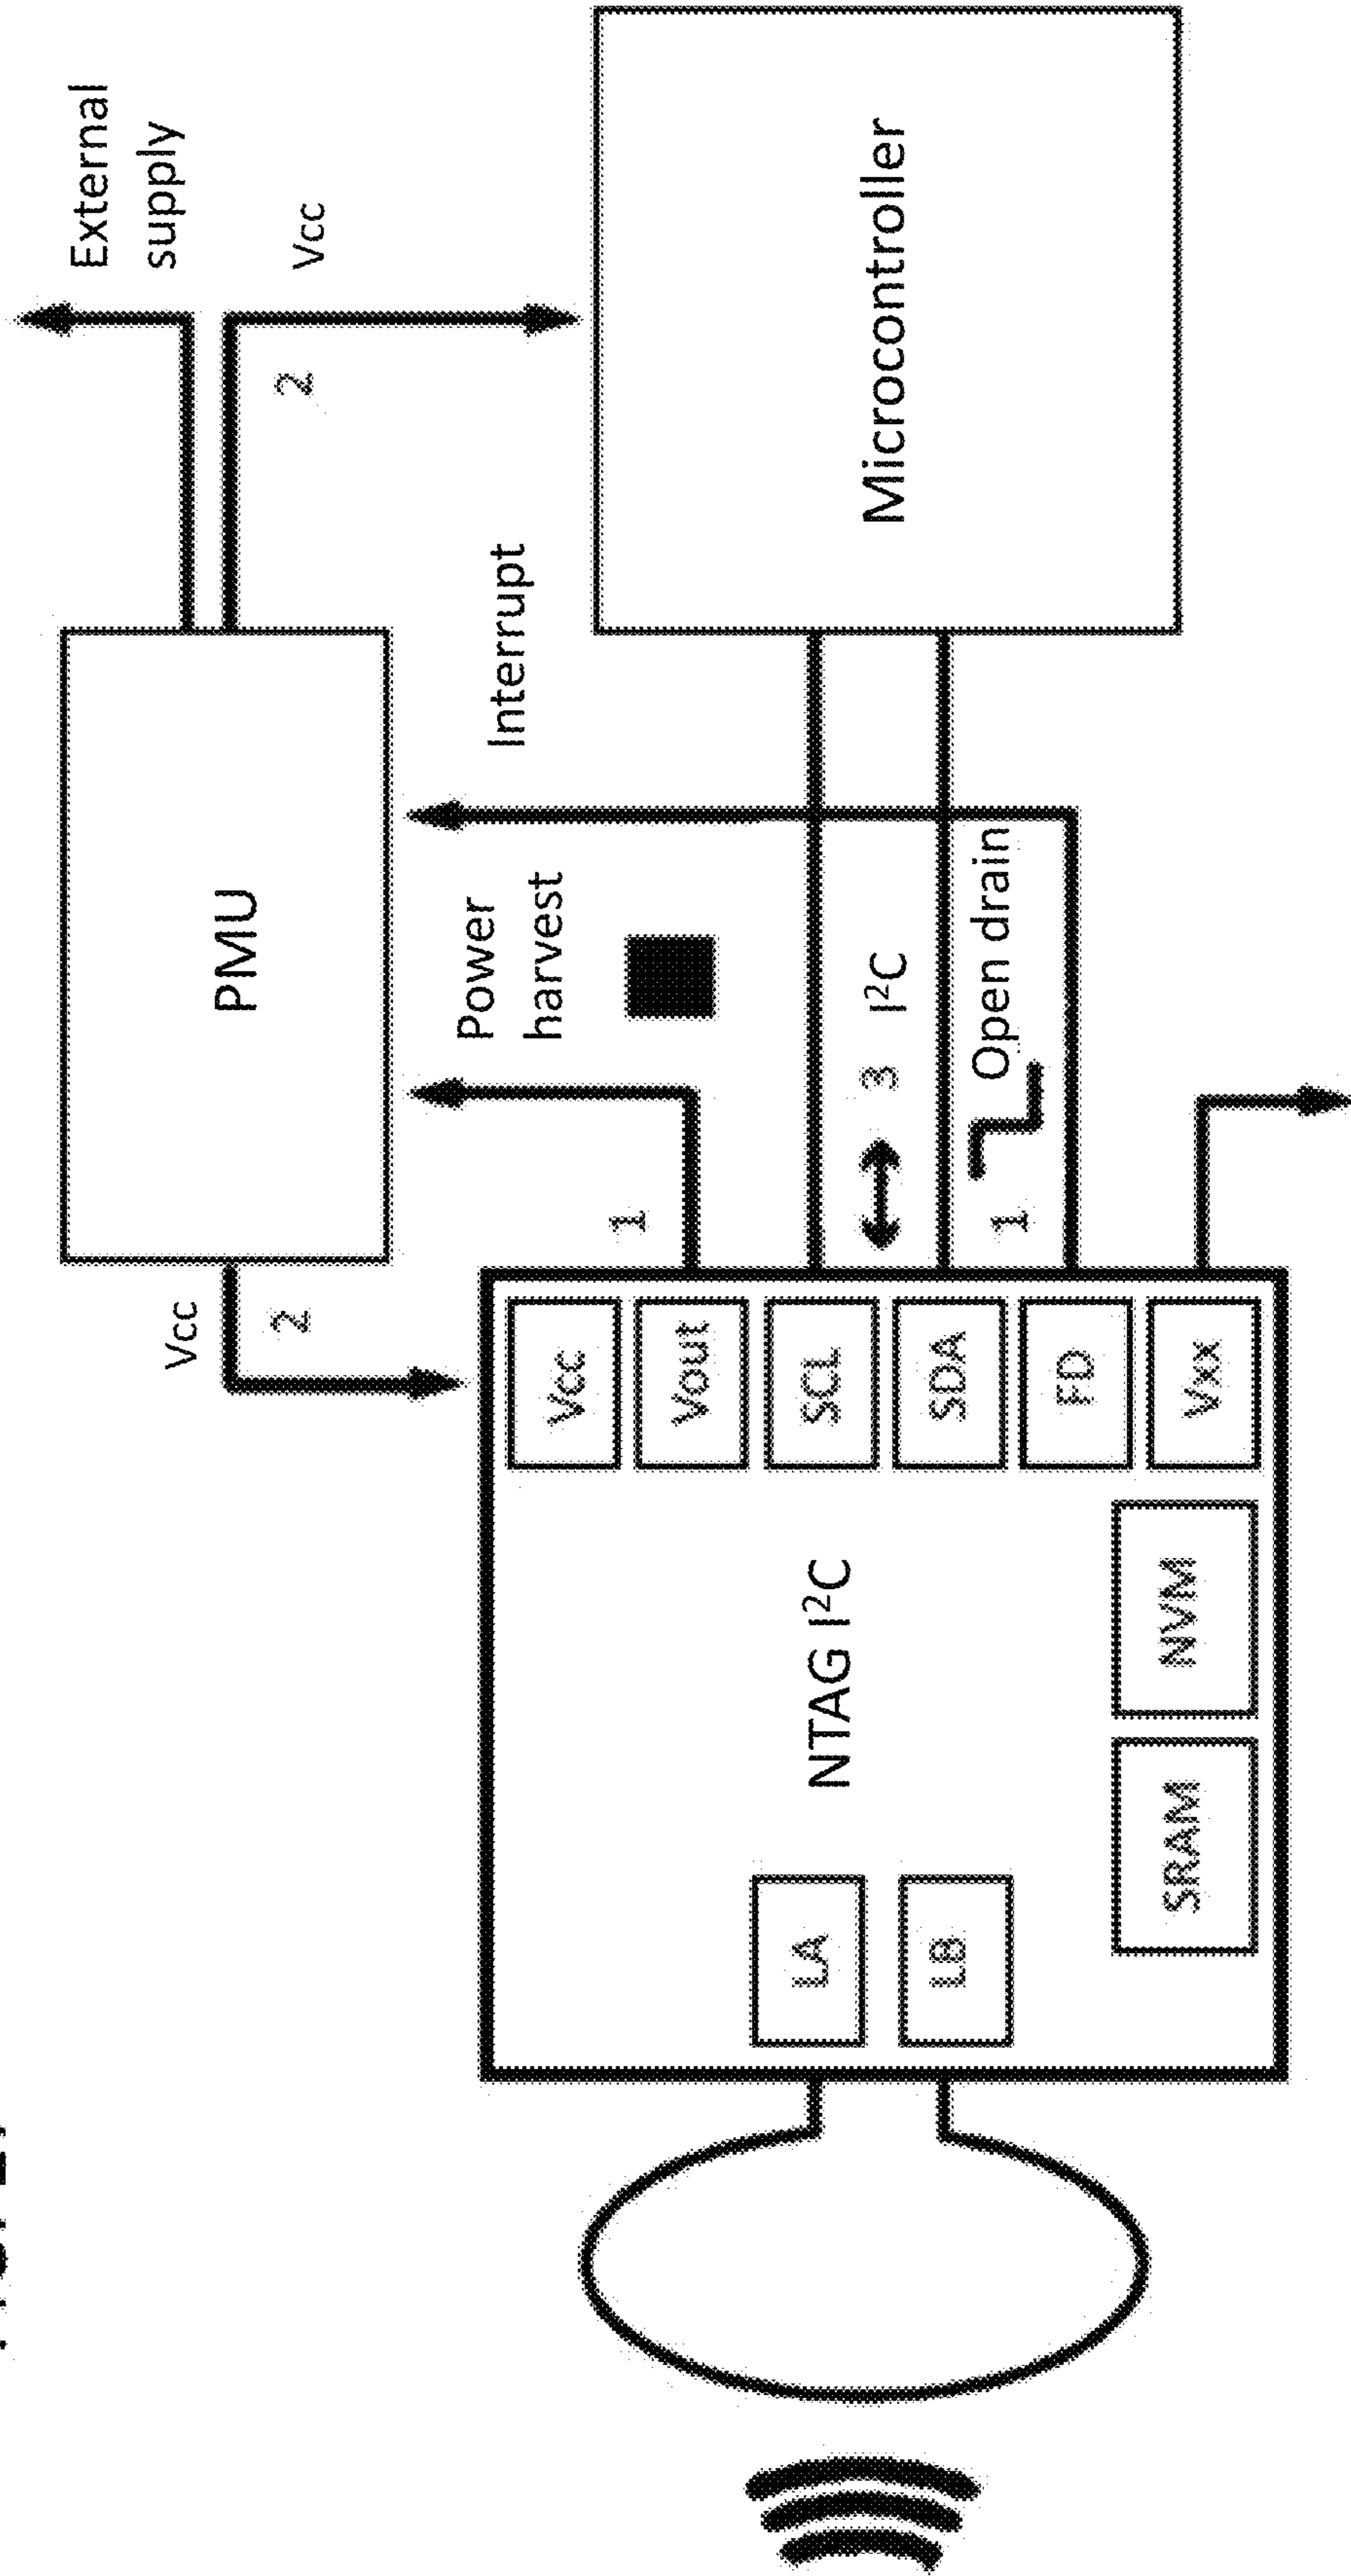 External
supply
Vcc
PMU
2
2
Vcc
Power
harvest
Interrupt
Vcc
1
Vout
LA
NTAG I²C
SCL
3 I²C
Microcontroller
LB
SDA
1
Open drain
FD
SRAM
NVM
Vxx